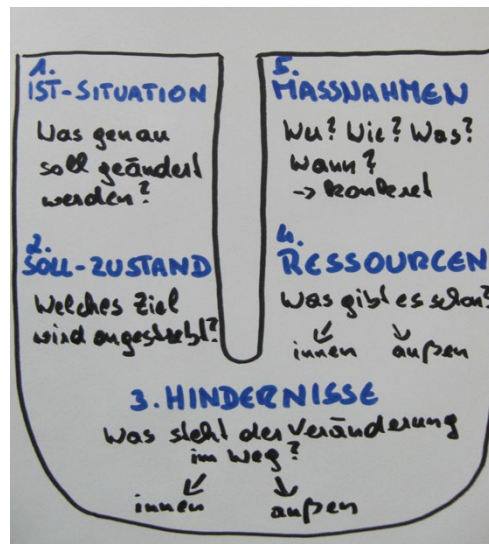 1.
IST-SITUATION
Was genau
soll geändert
werden?
2.
SOLL-ZUSTAND
Welches Ziel
wird angestrebt?
3. HINDERNISSE
Was steht der Veränderung
im Weg?
innen außen
4.
RESSOURCEN
Was gibt es schon?
innen außen
5.
MASSNAHMEN
Wer? Wie? Was?
Wann?
-> konkret